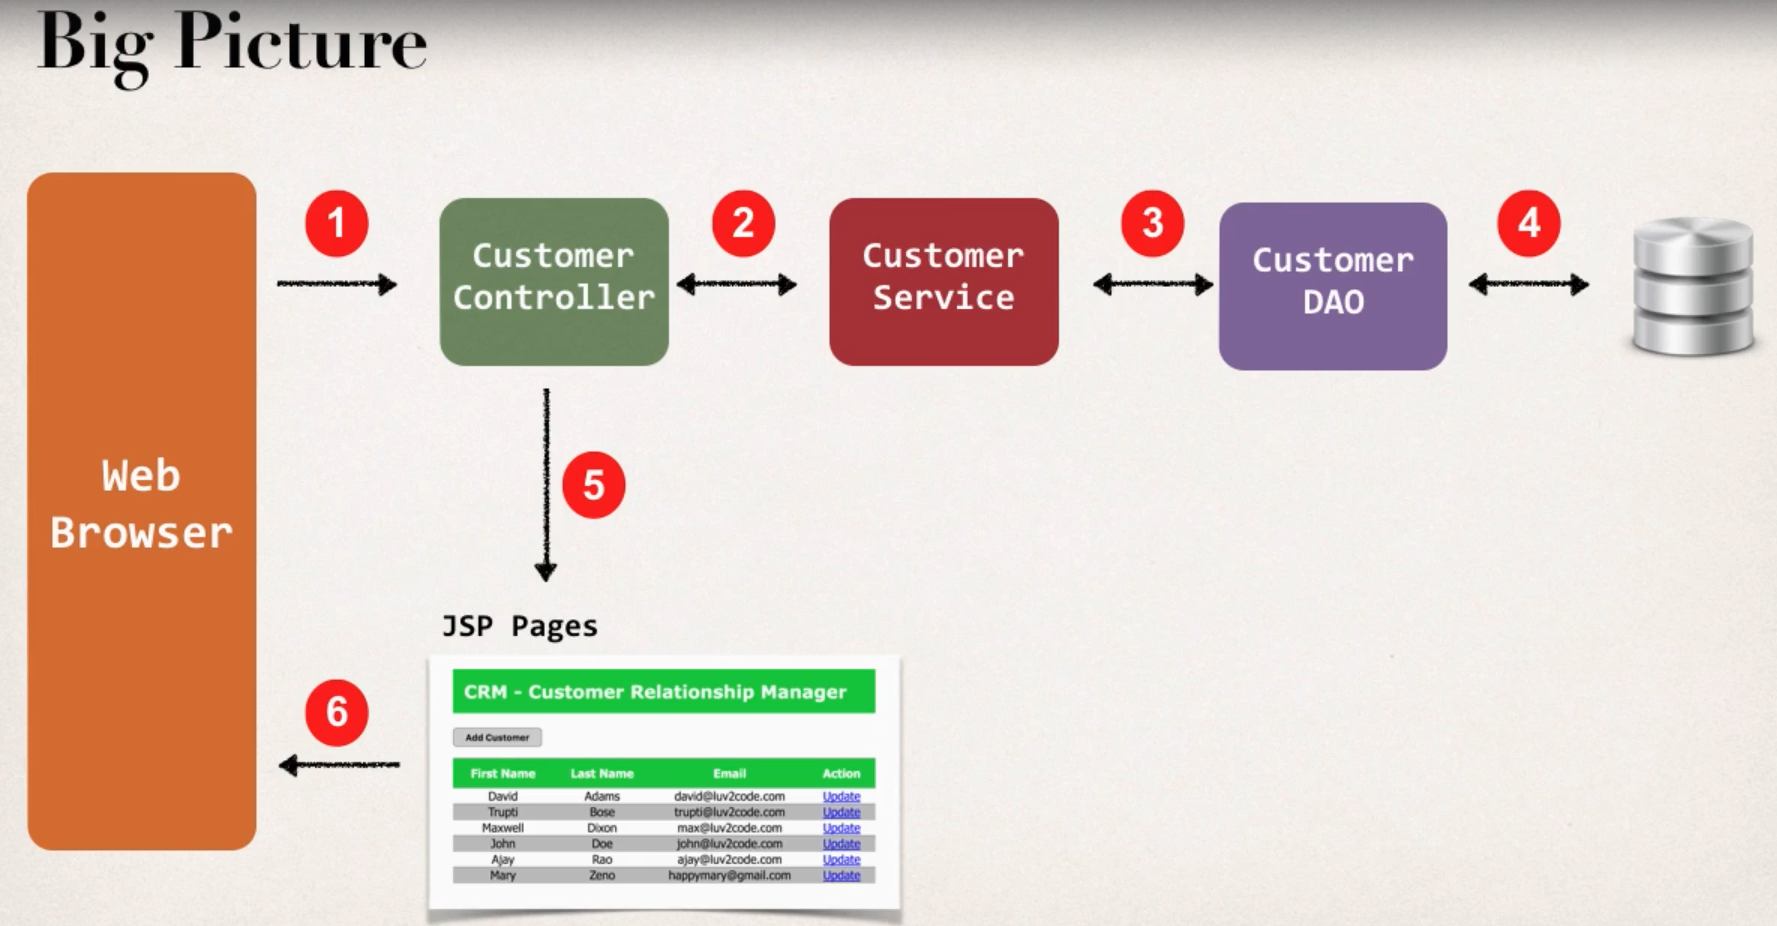 Big Picture
1
2
3
4
Customer
Controller
Customer
Service
Customer
DAO
Web
Browser
5
JSP Pages
6
CRM - Customer Relationship Manager
Add Customer
First Name Last Name Email Action
David Adams david@luv2code.com Update
Trupti Bose trupti@luv2code.com Update
Maxwell Dixon max@luv2code.com Update
John Doe john@luv2code.com Update
Ajay Rao ajay@luv2code.com Update
Mary Zeno happymary@gmail.com Update